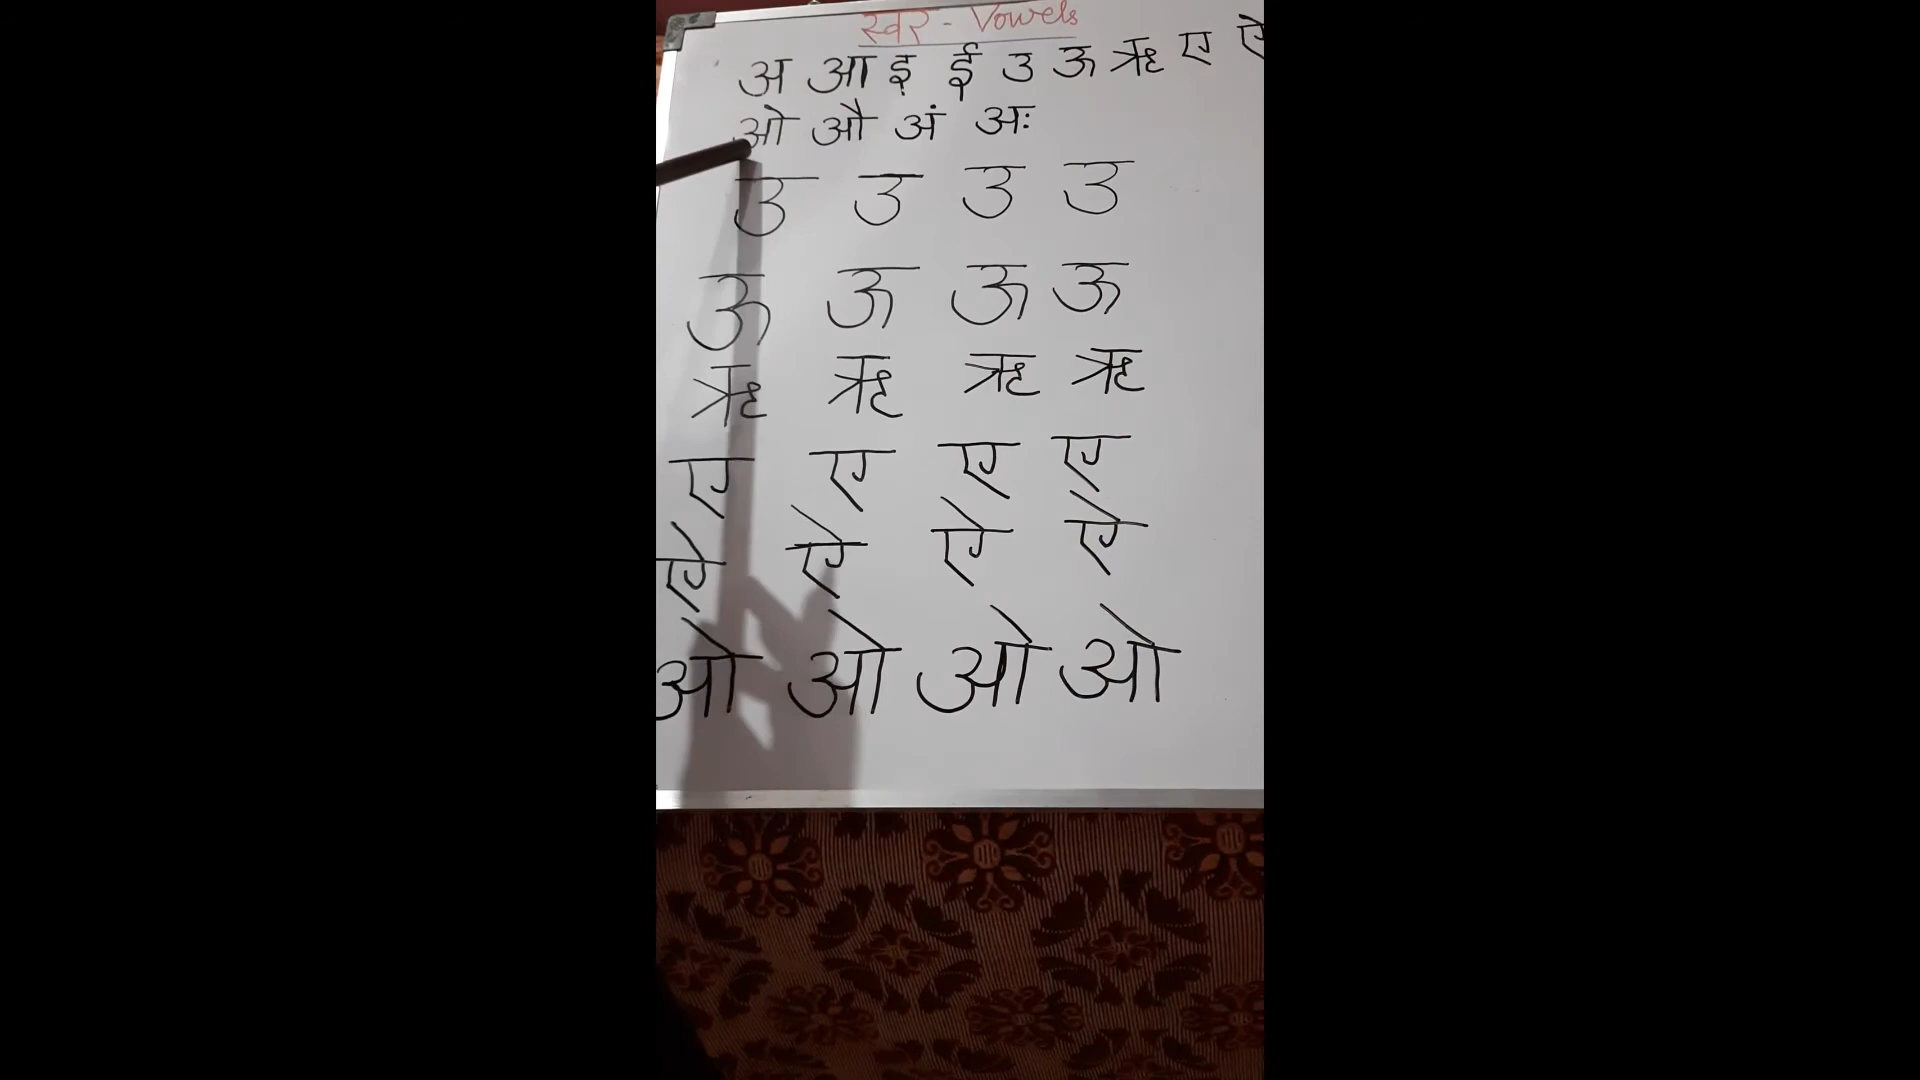 स्वर - Vowels
अ आ इ ई उ ऊ ऋ ए ऐ
ओ औ अं अः
उ उ उ उ
ऊ ऊ ऊ ऊ
ऋ ऋ ऋ ऋ
ए ए ए ए
ऐ ऐ ऐ ऐ
ओ ओ ओ ओ